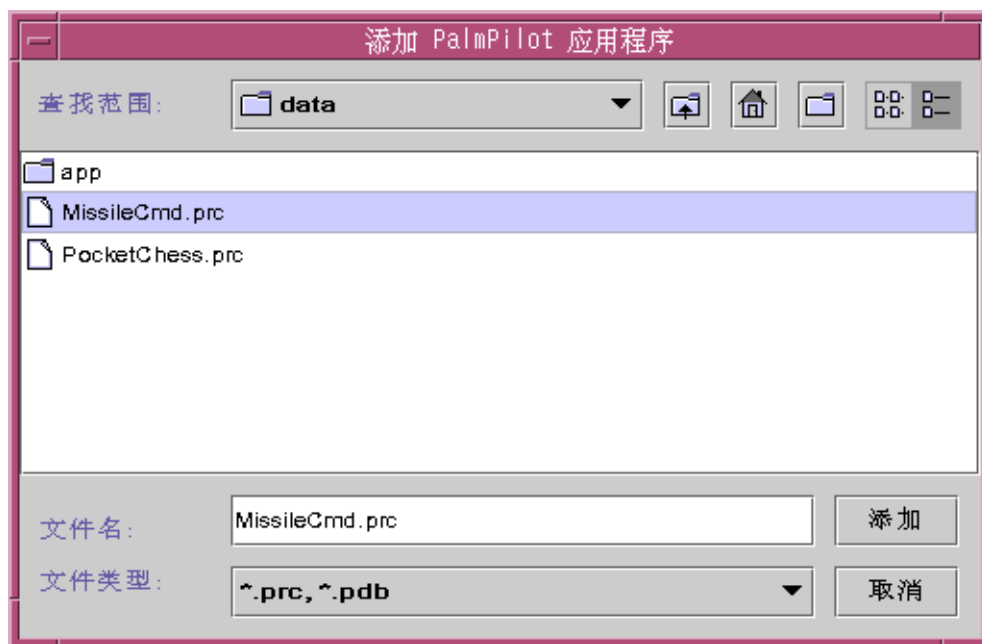 添加 PalmPilot 应用程序
查找范围:
data
app
MissileCmd.prc
PocketChess.prc
文件名:
MissileCmd.prc
添加
文件类型:
*.prc, *.pdb
取消